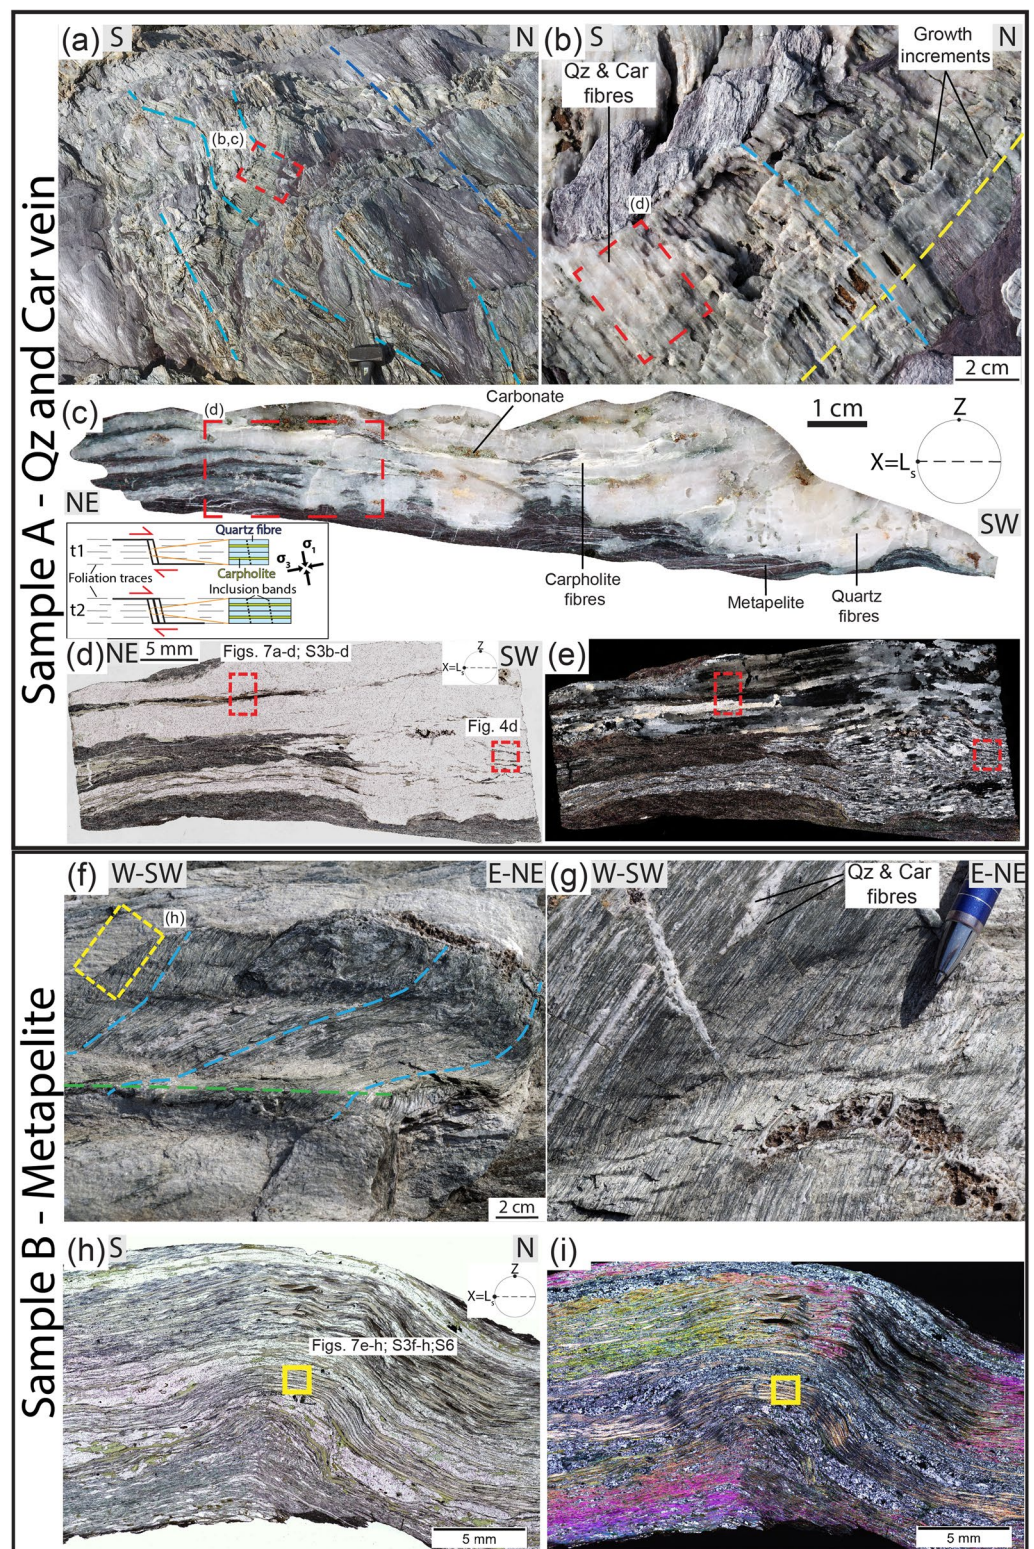 Sample A - Qz and Car vein
(a) S
N
(b,c)
(b) S
N
Qz & Car
fibres
Growth
increments
(d)
2 cm
(c)
(d)
Carbonate
1 cm
Z
X=Ls
NE
SW
Carpholite
fibres
Metapelite
Quartz
fibres
t1
Quartz fibre
σ1
σ3
Foliation traces
Carpholite
Inclusion bands
t2
(d) NE
5 mm
Figs. 7a-d; S3b-d
Z
X=Ls
SW
Fig. 4d
(e)
Sample B - Metapelite
(f) W-SW
E-NE
(h)
2 cm
(g) W-SW
Qz & Car
fibres
E-NE
(h) S
N
Z
X=Ls
Figs. 7e-h; S3f-h;S6
5 mm
(i)
5 mm